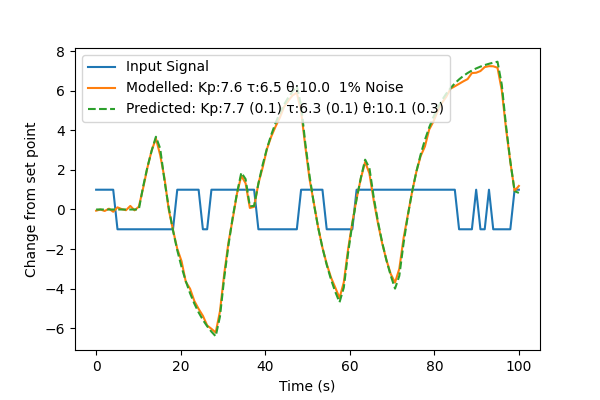 Input Signal
Modelled: Kp:7.6 τ:6.5 θ:10.0  1% Noise
Predicted: Kp:7.7 (0.1) τ:6.3 (0.1) θ:10.1 (0.3)
Change from set point
8
6
4
2
0
−2
−4
−6
0 20 40 60 80 100
Time (s)